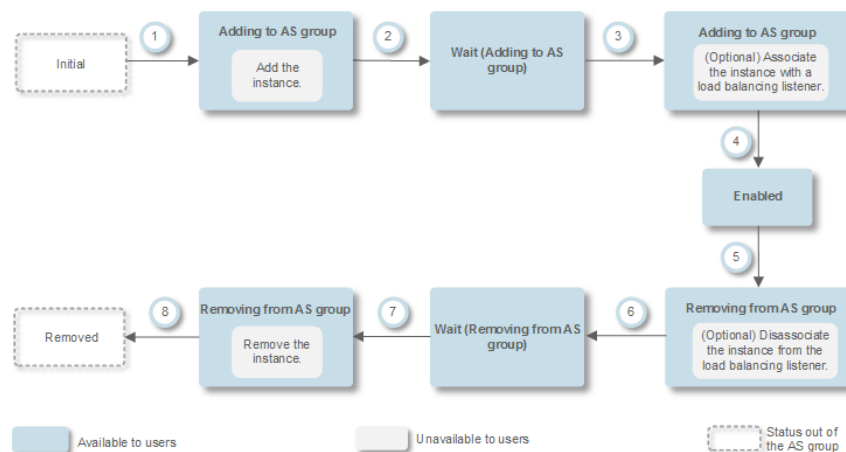 Initial
1
Adding to AS group
Add the
instance.
2
Wait (Adding to AS
group)
3
Adding to AS group
(Optional) Associate
the instance with a
load balancing listener.
4
Enabled
5
Removing from AS group
(Optional) Disassociate
the instance from the
load balancing listener.
6
Wait (Removing from AS
group)
7
Removing from AS group
Remove the
instance.
8
Removed
Available to users
Unavailable to users
Status out of
the AS group